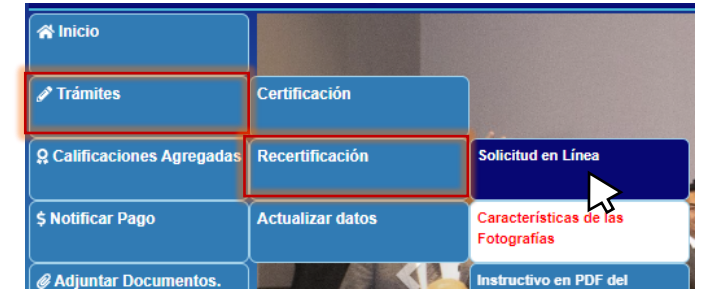 Inicio
Trámites
Certificación
Calificaciones Agregadas
Recertificación
Solicitud en Línea
$ Notificar Pago
Actualizar datos
Características de las
Fotografías
Adjuntar Documentos.
Instructivo en PDF del